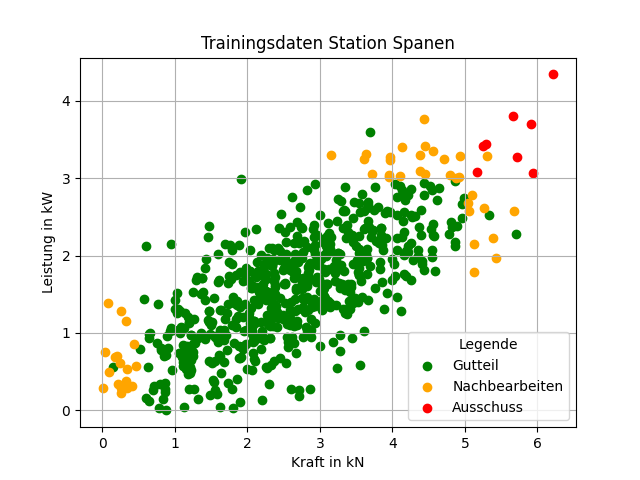 Trainingsdaten Station Spanen
Leistung in kW
4
3
2
1
0
0 1 2 3 4 5 6
Kraft in kN
Legende
Gutteil
Nachbearbeiten
Ausschuss